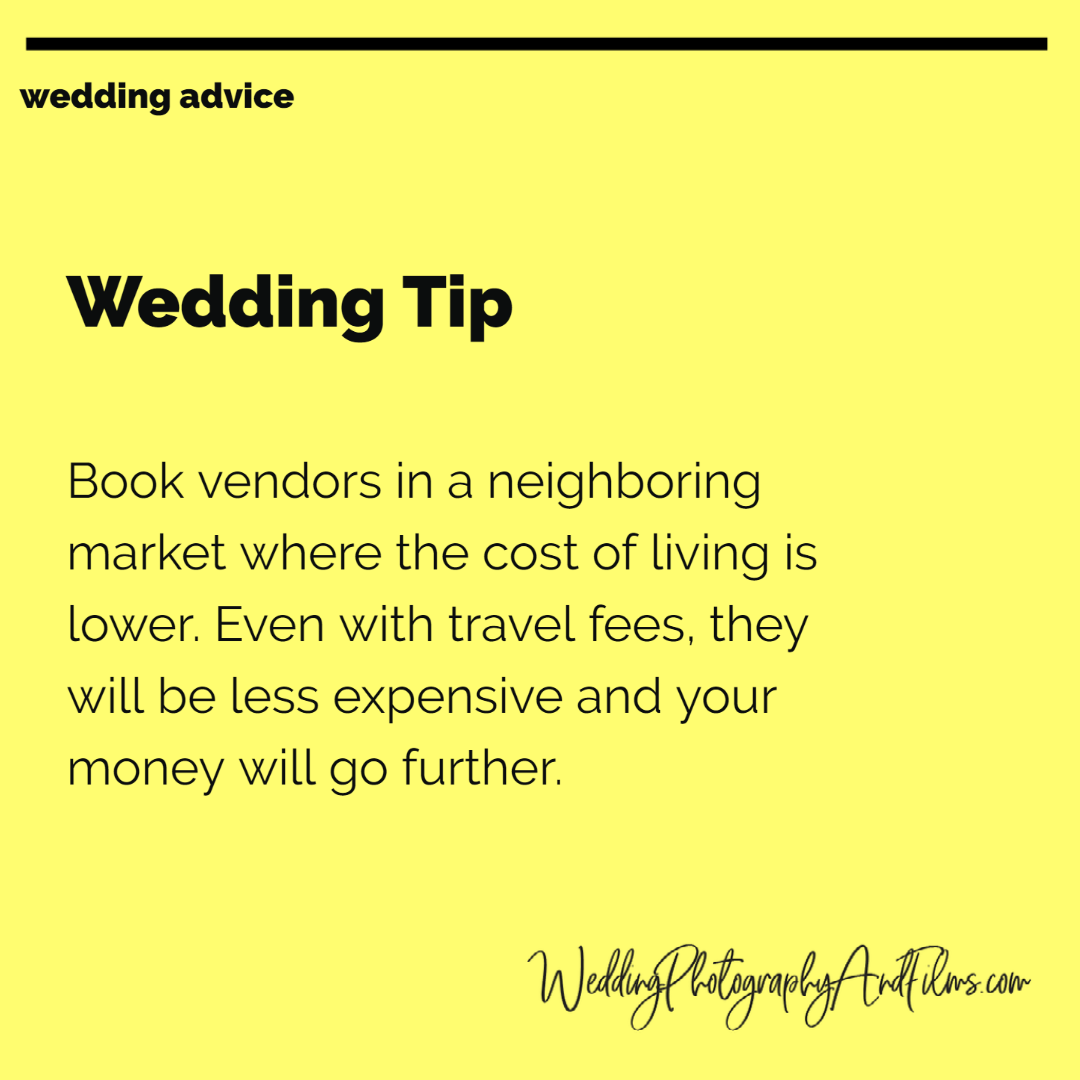 wedding advice
Wedding Tip
Book vendors in a neighboring
market where the cost of living is
lower. Even with travel fees, they
will be less expensive and your
money will go further.
WeddingPhotographyAndFilms.com